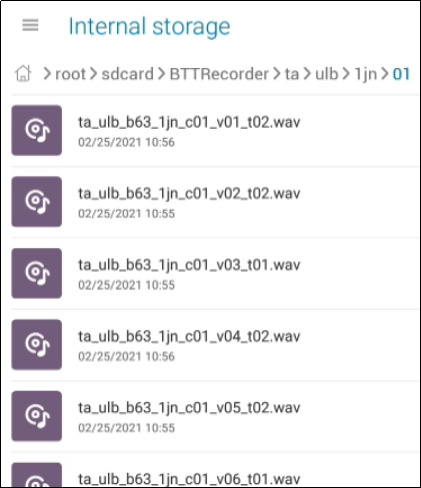 Internal storage
root > sdcard > BTTRecorder > ta > ulb > 1jn > 01
ta_ulb_b63_1jn_c01_v01_t02.wav
02/25/2021 10:56
ta_ulb_b63_1jn_c01_v02_t02.wav
02/25/2021 10:55
ta_ulb_b63_1jn_c01_v03_t01.wav
02/25/2021 10:55
ta_ulb_b63_1jn_c01_v04_t02.wav
02/25/2021 10:56
ta_ulb_b63_1jn_c01_v05_t02.wav
02/25/2021 10:55
ta_ulb_b63_1jn_c01_v06_t01.wav